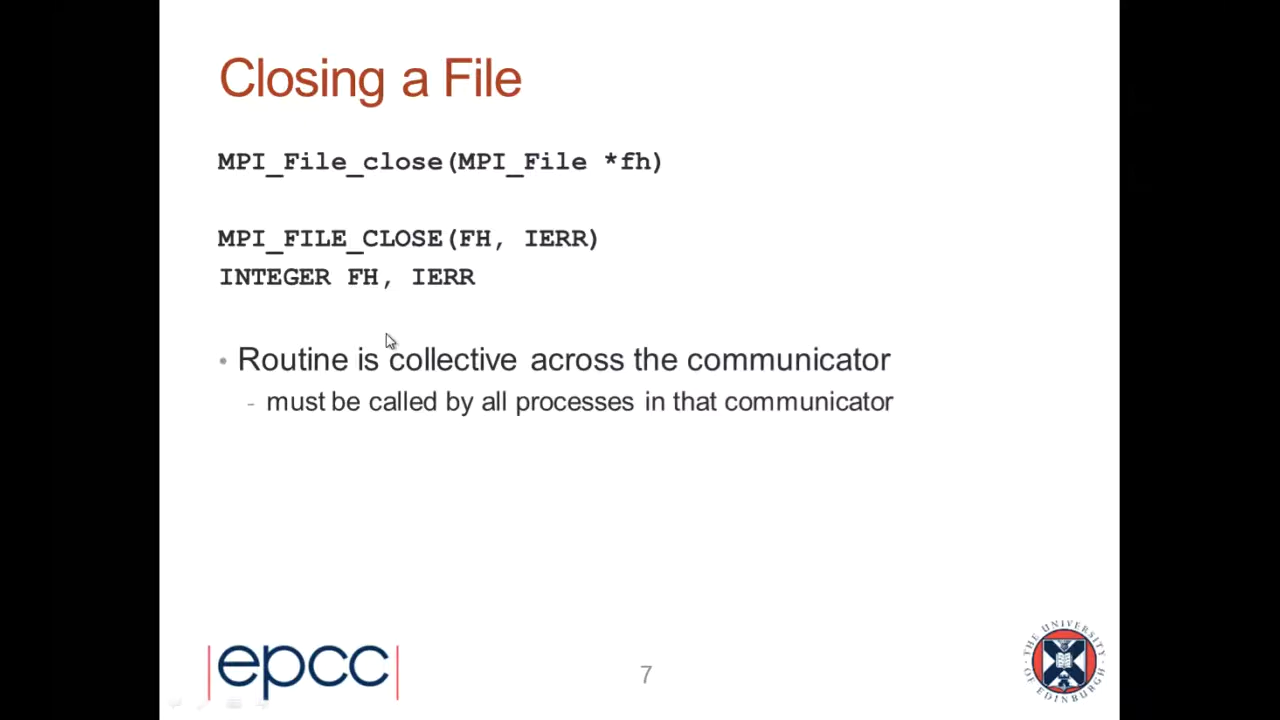 Closing a File
MPI_File_close(MPI_File *fh)
MPI_FILE_CLOSE(FH, IERR)
INTEGER FH, IERR
• Routine is collective across the communicator
- must be called by all processes in that communicator
|epcc|
7
THE UNIVERSITY
OF EDINBURGH